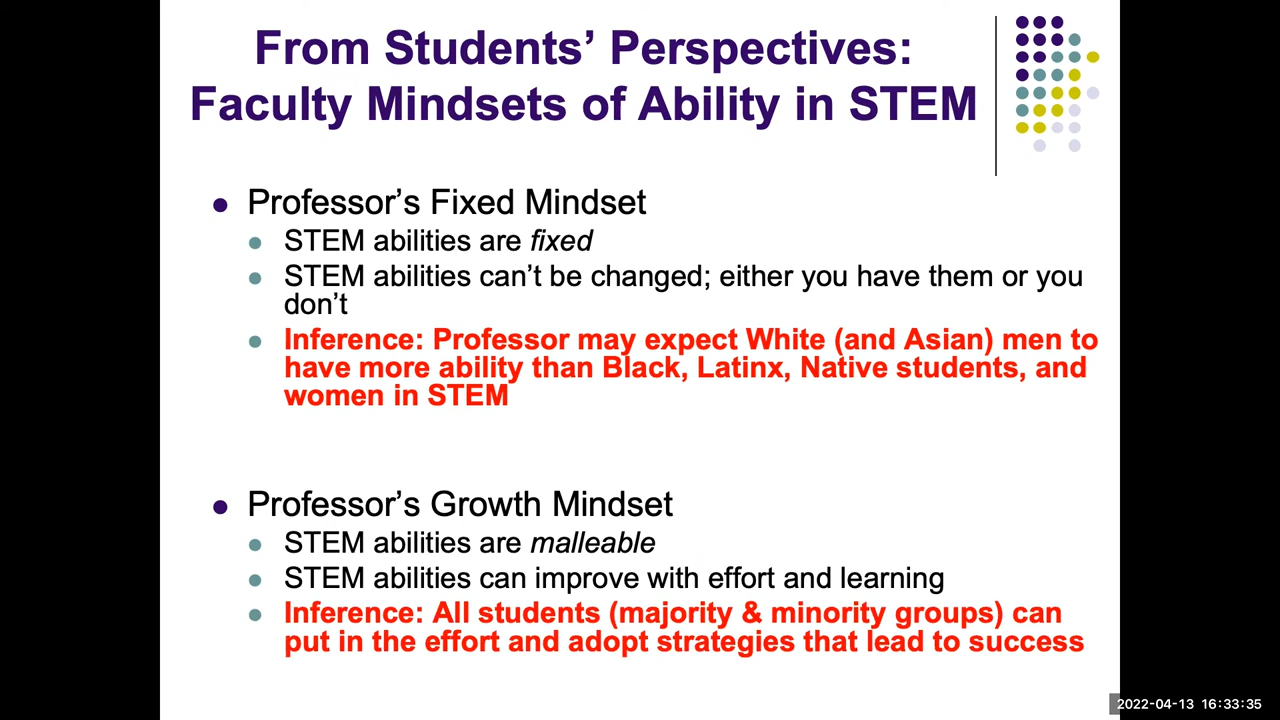 From Students’ Perspectives:
Faculty Mindsets of Ability in STEM
Professor’s Fixed Mindset
STEM abilities are fixed
STEM abilities can’t be changed; either you have them or you
don’t
Inference: Professor may expect White (and Asian) men to
have more ability than Black, Latinx, Native students, and
women in STEM
Professor’s Growth Mindset
STEM abilities are malleable
STEM abilities can improve with effort and learning
Inference: All students (majority & minority groups) can
put in the effort and adopt strategies that lead to success
2022-04-13 16:33:35